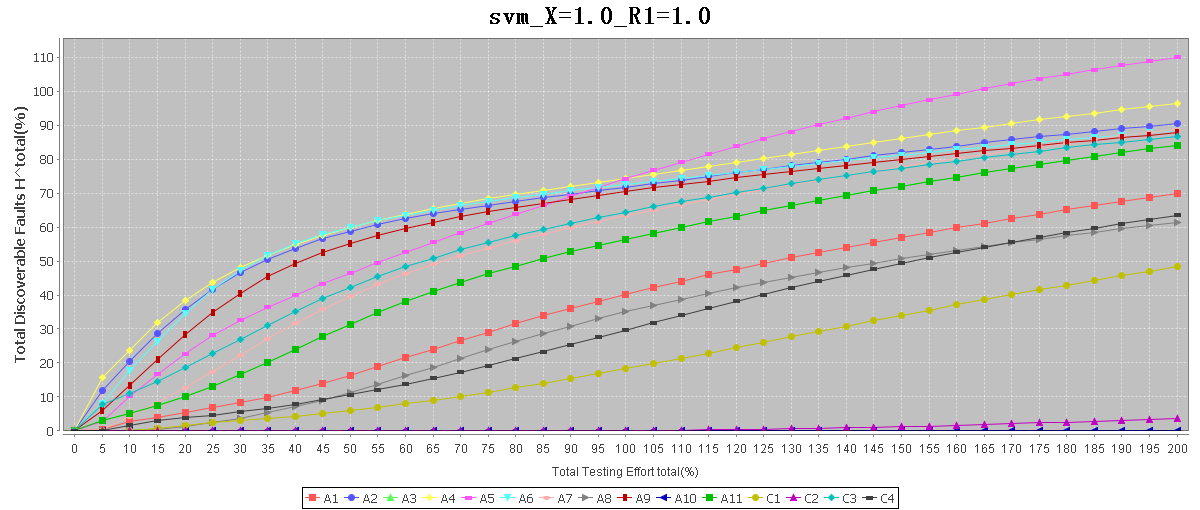 svm_X=1.0_R1=1.0
Total Discoverable Faults H^total(%)
110
100
90
80
70
60
50
40
30
20
10
0
0 5 10 15 20 25 30 35 40 45 50 55 60 65 70 75 80 85 90 95 100 105 110 115 120 125 130 135 140 145 150 155 160 165 170 175 180 185 190 195 200
Total Testing Effort total(%)
A1 A2 A3 A4 A5 A6 A7 A8 A9 A10 A11 C1 C2 C3 C4